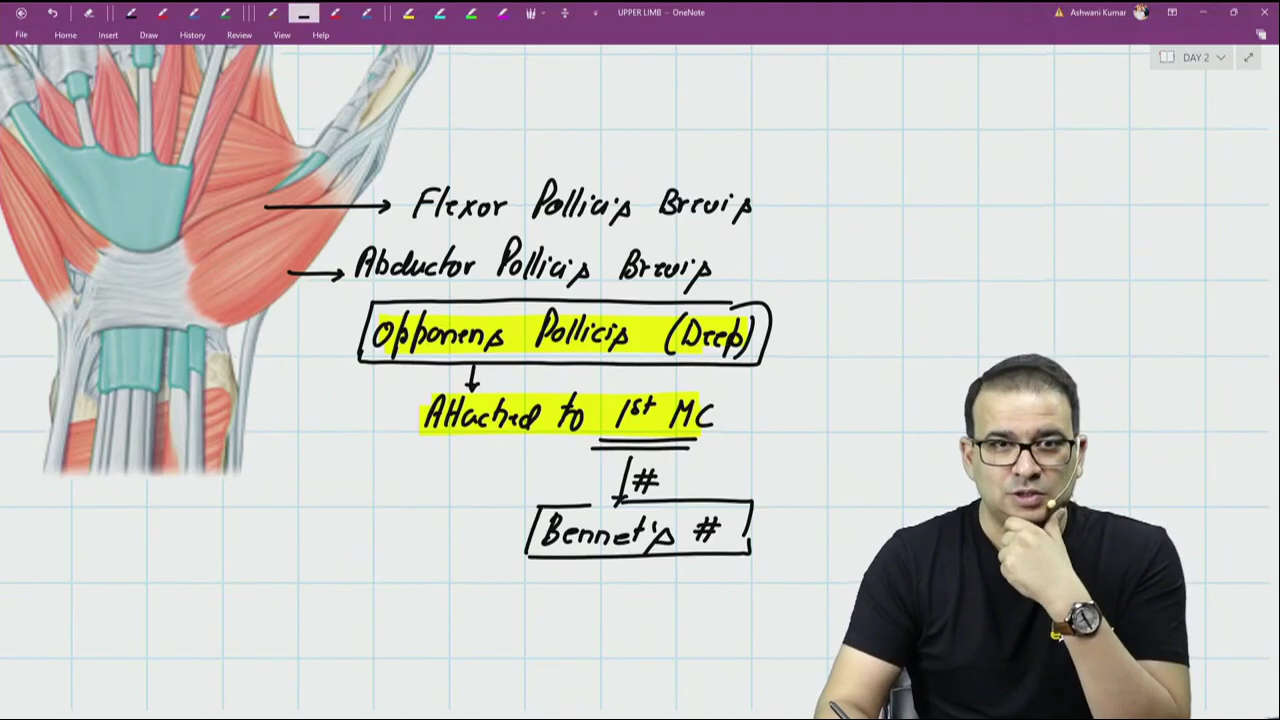 UPPER LIMB – OneNote
Ashwani Kumar
File Home Insert Draw History Review View Help
DAY 2
Flexor Pollicis Brevis
Abductor Pollicis Brevis
Opponens Pollicis (Deep)
Attached to 1st MC
#
Bennet's #